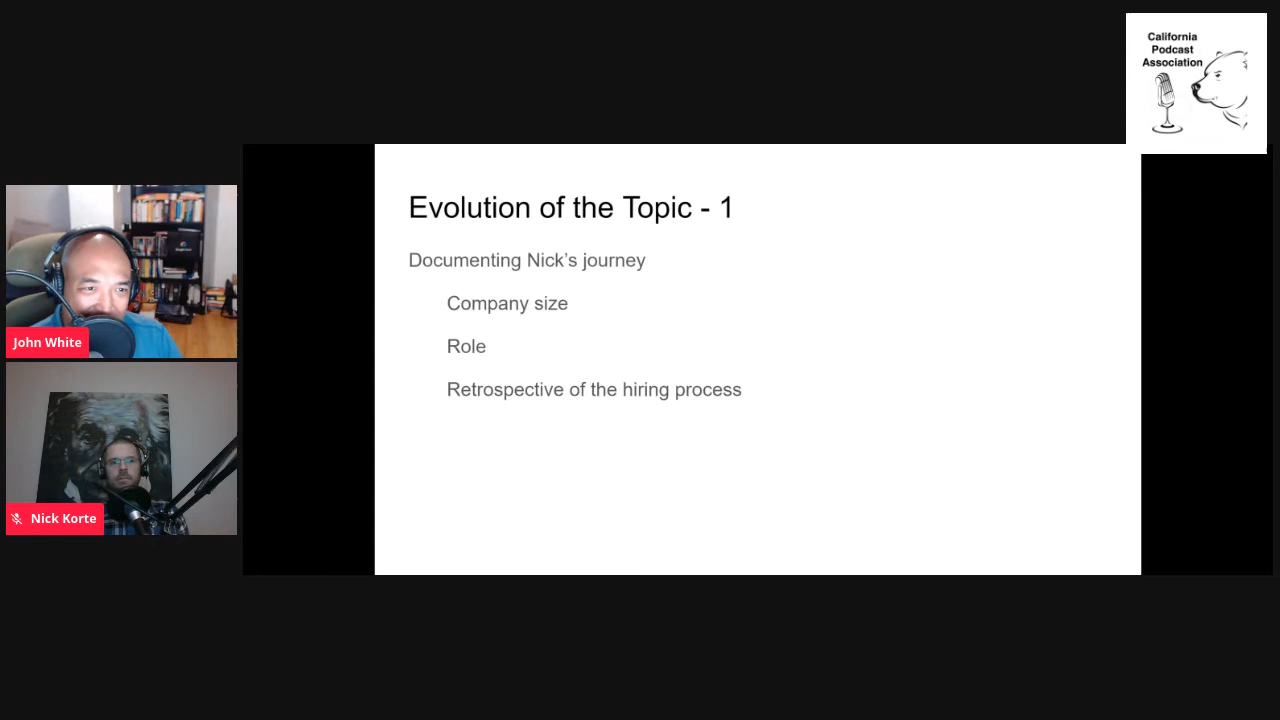 California
Podcast
Association
Evolution of the Topic - 1
Documenting Nick's journey
Company size
Role
Retrospective of the hiring process
John White
Nick Korte